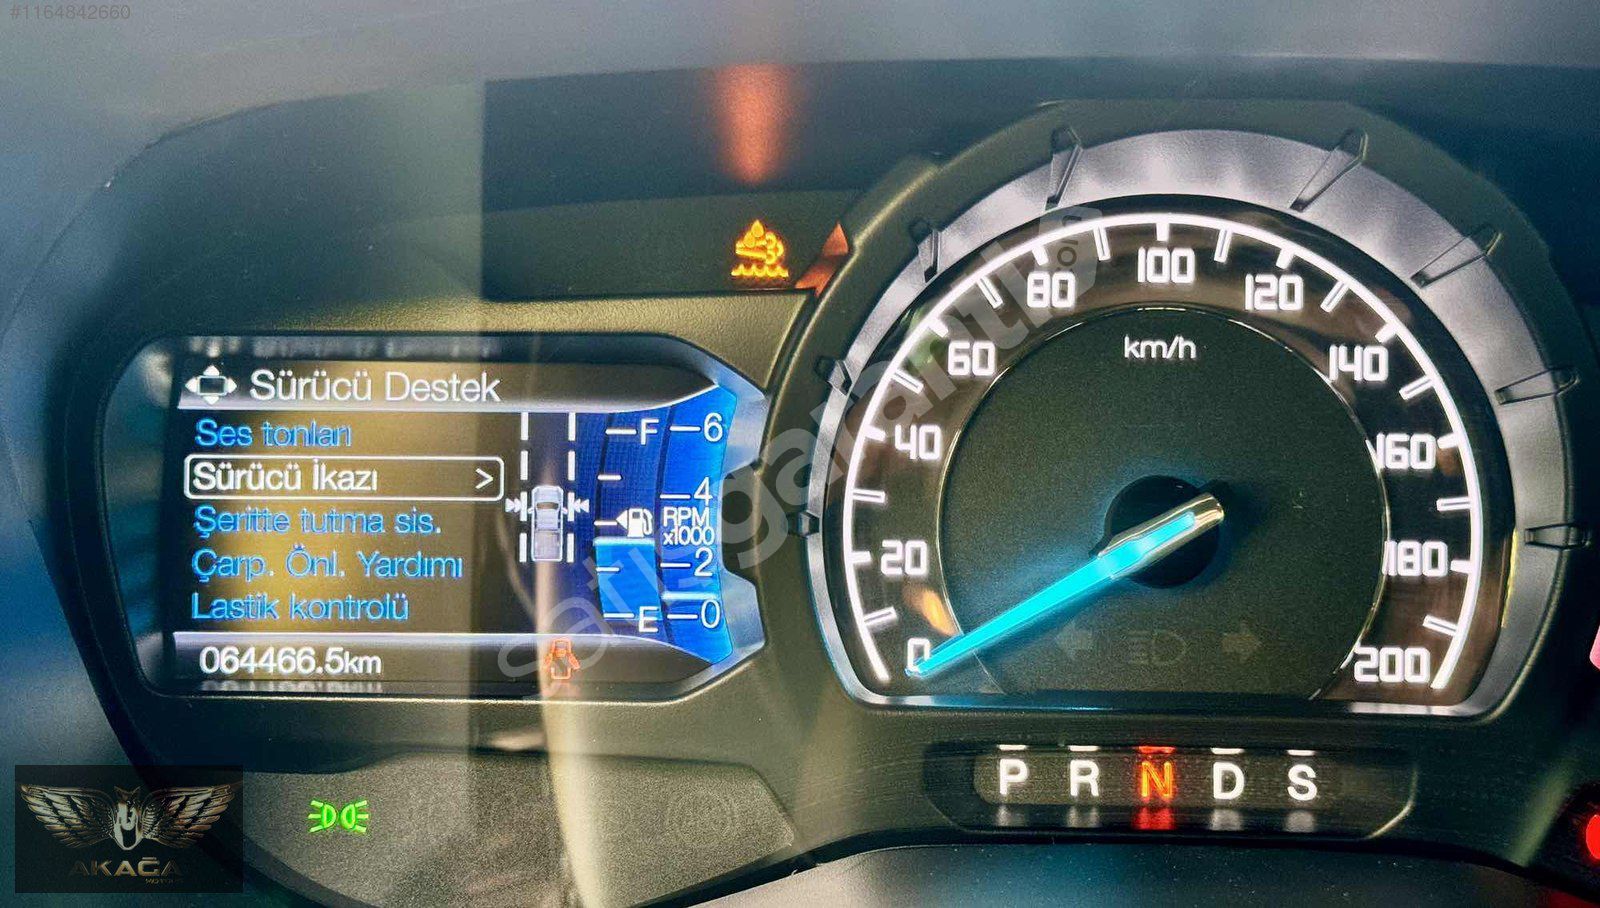 #1164842660
Sürücü Destek
Ses tonları
Sürücü İkazı >
Şeritte tutma sis.
Çarp. Önl. Yardımı
Lastik kontrolü
064466.5km
F
E
6
4
RPM
x1000
2
0
0
20
40
60
80
100
120
140
160
180
200
km/h
P R N D S
AKAĞA